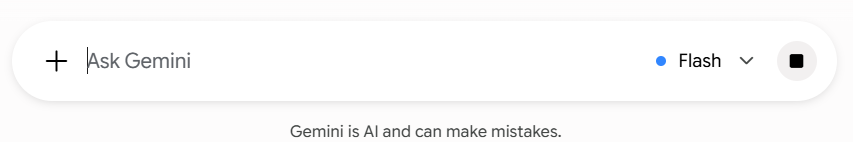 Ask Gemini Flash
Gemini is AI and can make mistakes.